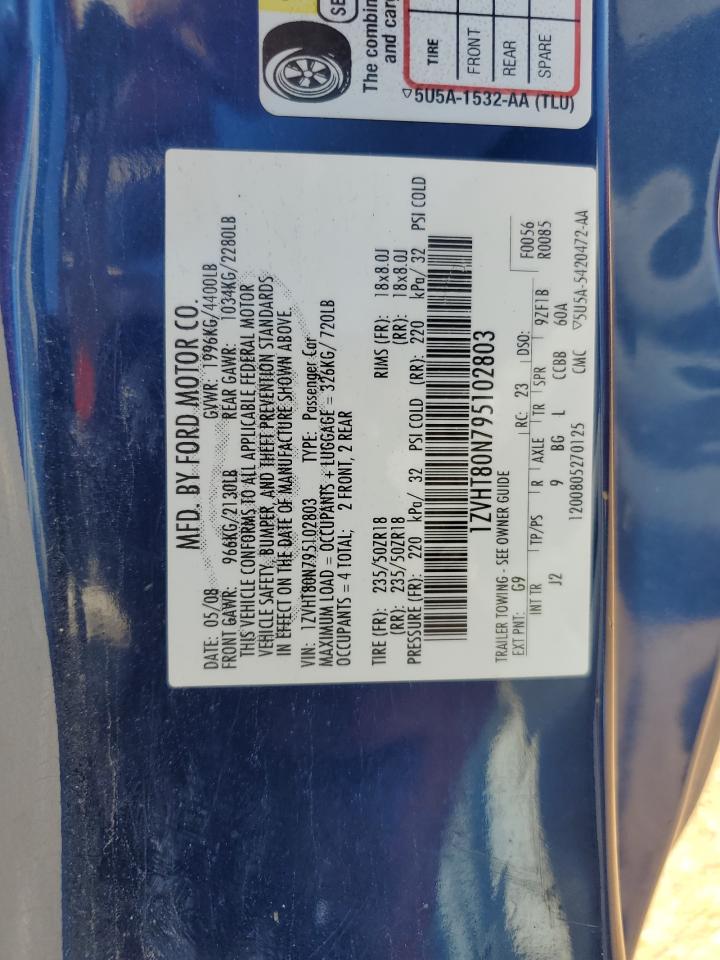 SE
The combin
and carg
TIRE
FRONT
REAR
SPARE
▽5U5A-1532-AA (TLU)
MFD. BY FORD MOTOR CO.
DATE: 05/08 GVWR: 1996KG/4400LB
FRONT GAWR: 966KG/2130LB REAR GAWR: 1034KG/2280LB
THIS VEHICLE CONFORMS TO ALL APPLICABLE FEDERAL MOTOR
VEHICLE SAFETY, BUMPER, AND THEFT PREVENTION STANDARDS
IN EFFECT ON THE DATE OF MANUFACTURE SHOWN ABOVE.
VIN: 1ZVHT80N795102803 TYPE: Passenger Car
MAXIMUM LOAD = OCCUPANTS + LUGGAGE = 326KG/ 720LB
OCCUPANTS = 4 TOTAL; 2 FRONT, 2 REAR
TIRE (FR): 235/50ZR18 RIMS (FR): 18x8.0J
(RR): 235/50ZR18 (RR): 18x8.0J
PRESSURE (FR): 220 kPa/ 32 PSI COLD (RR): 220 kPa/ 32 PSI COLD
1ZVHT80N795102803
TRAILER TOWING - SEE OWNER GUIDE
EXT PNT: G9 RC: 23 DSO: F0056
R0085
INT TR TP/PS R AXLE TR SPR 9ZF1B
J2 9 BG L CCBB 60A
1200805270125 CMC ▽5U5A-5420472-AA